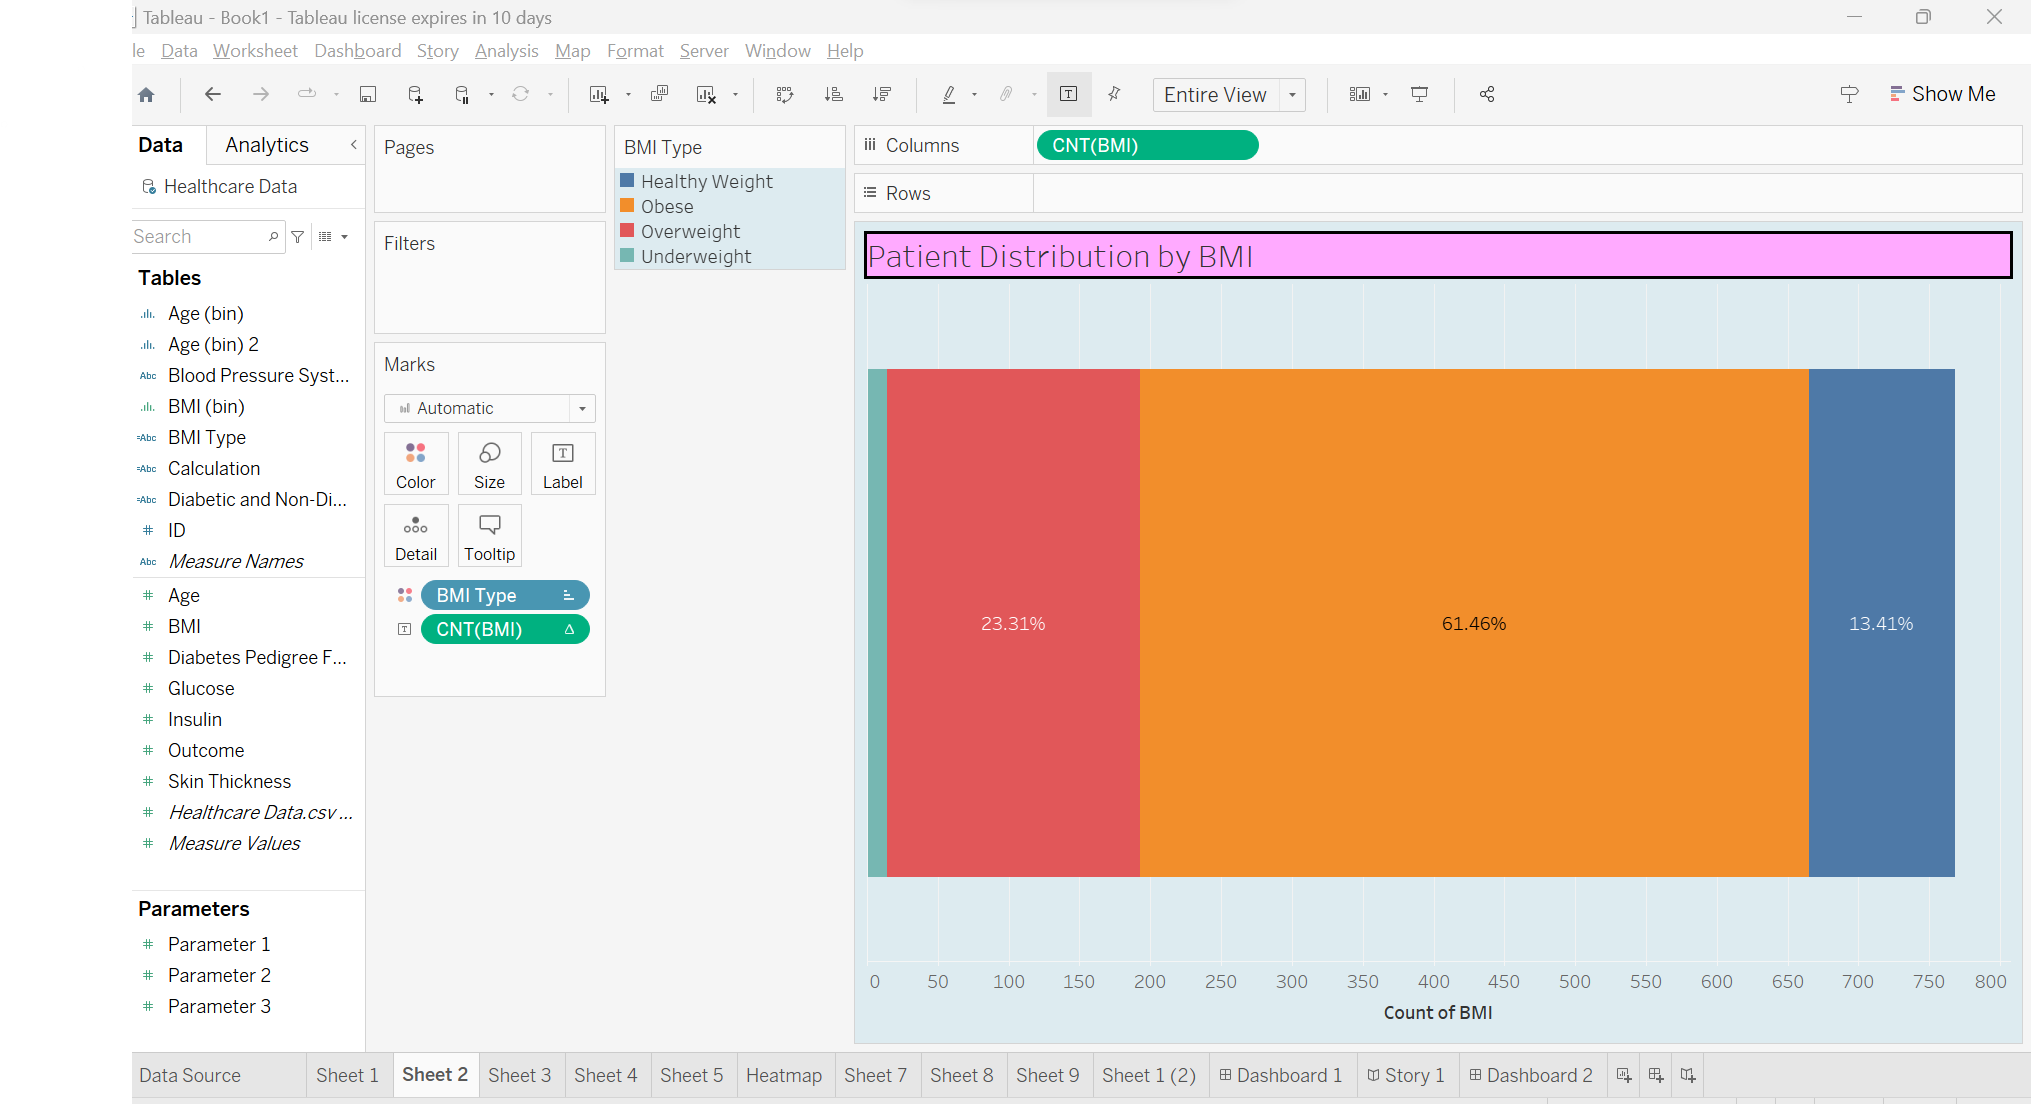 Tableau - Book1 - Tableau license expires in 10 days
le Data Worksheet Dashboard Story Analysis Map Format Server Window Help
Entire View
Show Me
Data
Analytics
Healthcare Data
Search
Tables
Age (bin)
Age (bin) 2
Abc Blood Pressure Syst...
BMI (bin)
=Abc BMI Type
=Abc Calculation
=Abc Diabetic and Non-Di...
# ID
Abc Measure Names
# Age
# BMI
# Diabetes Pedigree F...
# Glucose
# Insulin
# Outcome
# Skin Thickness
# Healthcare Data.csv ...
# Measure Values
Parameters
# Parameter 1
# Parameter 2
# Parameter 3
Pages
Filters
Marks
Automatic
Color
Size
T
Label
Detail
Tooltip
BMI Type
T CNT(BMI) Δ
BMI Type
Healthy Weight
Obese
Overweight
Underweight
Columns
CNT(BMI)
Rows
Patient Distribution by BMI
23.31%
61.46%
13.41%
0 50 100 150 200 250 300 350 400 450 500 550 600 650 700 750 800
Count of BMI
Data Source
Sheet 1
Sheet 2
Sheet 3
Sheet 4
Sheet 5
Heatmap
Sheet 7
Sheet 8
Sheet 9
Sheet 1 (2)
Dashboard 1
Story 1
Dashboard 2